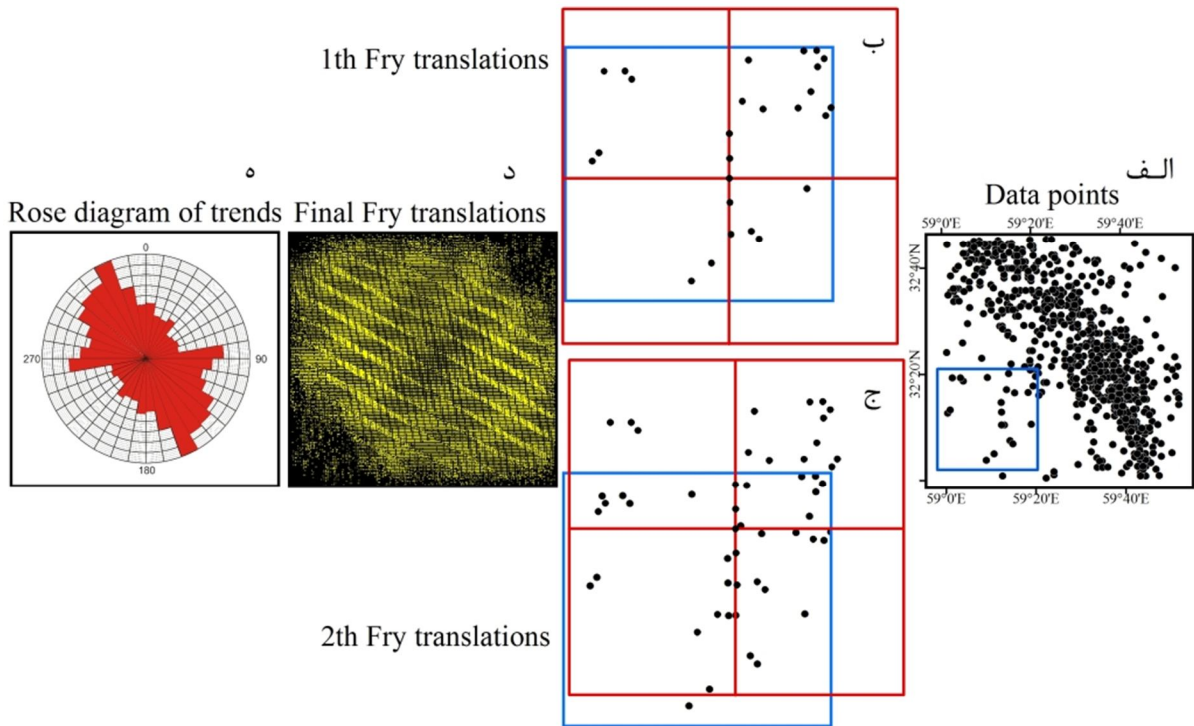 1th Fry translations
ب
الـف
Data points
59°0'E 59°20'E 59°40'E
32°40'N
32°20'N
59°0'E 59°20'E 59°40'E
د
Final Fry translations
ه
Rose diagram of trends
0
270 90
180
ج
2th Fry translations